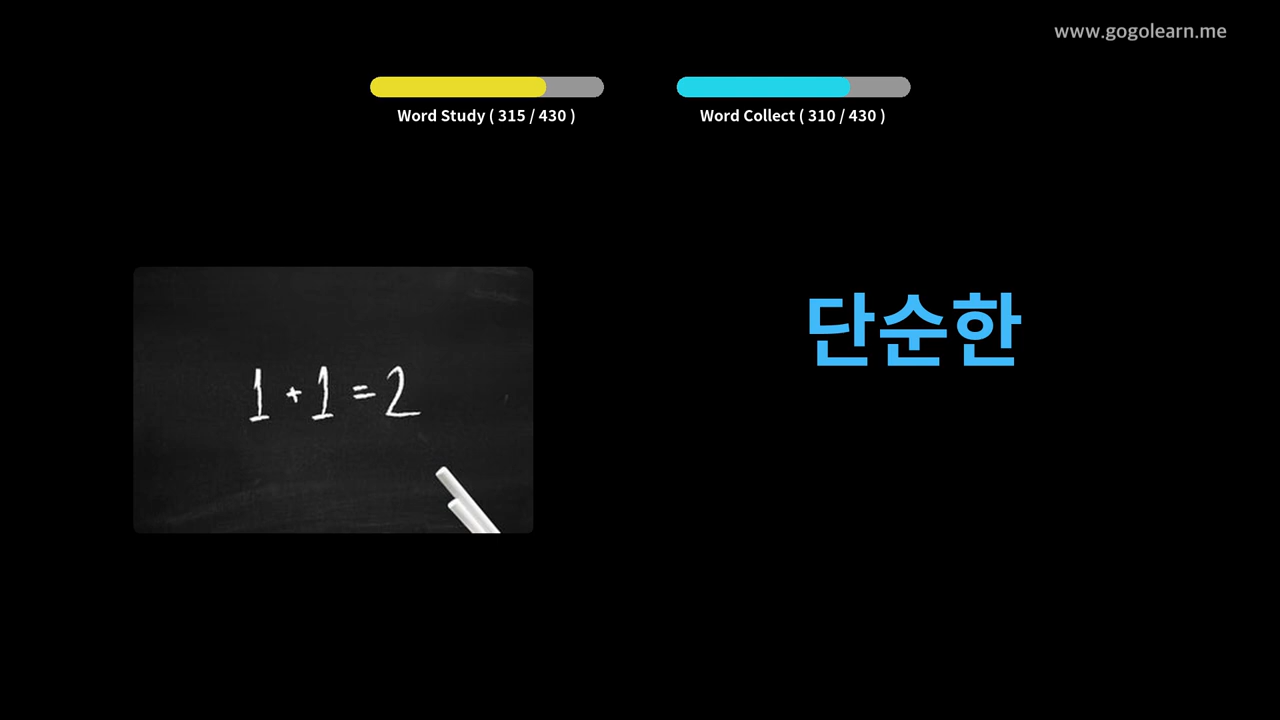 www.gogolearn.me
Word Study ( 315 / 430 )
Word Collect ( 310 / 430 )
1 + 1 = 2
단순한